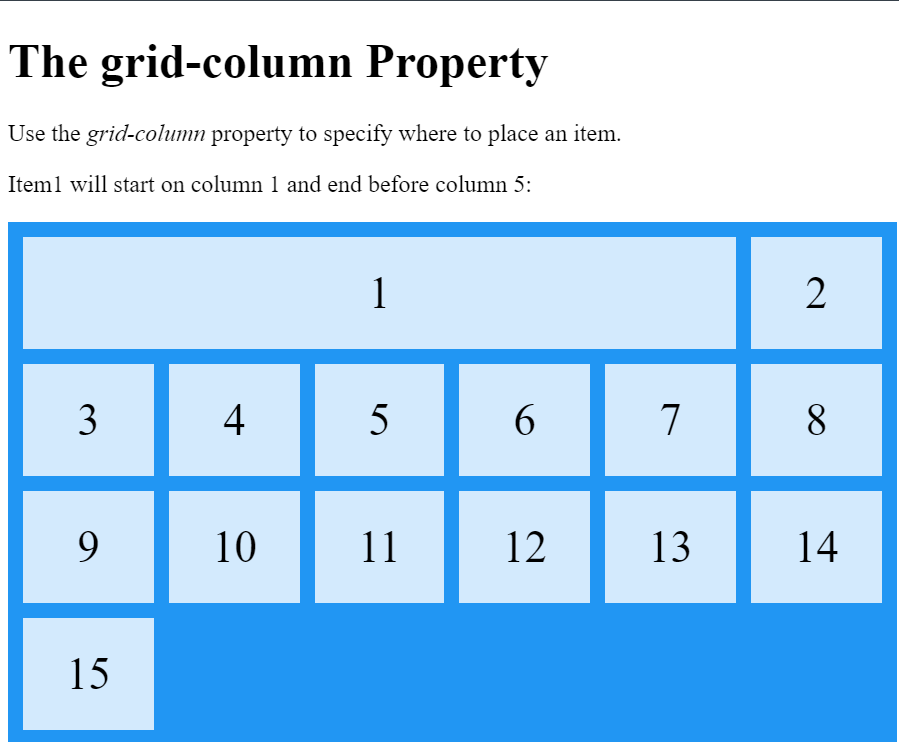 The grid-column Property
Use the grid-column property to specify where to place an item.
Item1 will start on column 1 and end before column 5:
1 2
3 4 5 6 7 8
9 10 11 12 13 14
15